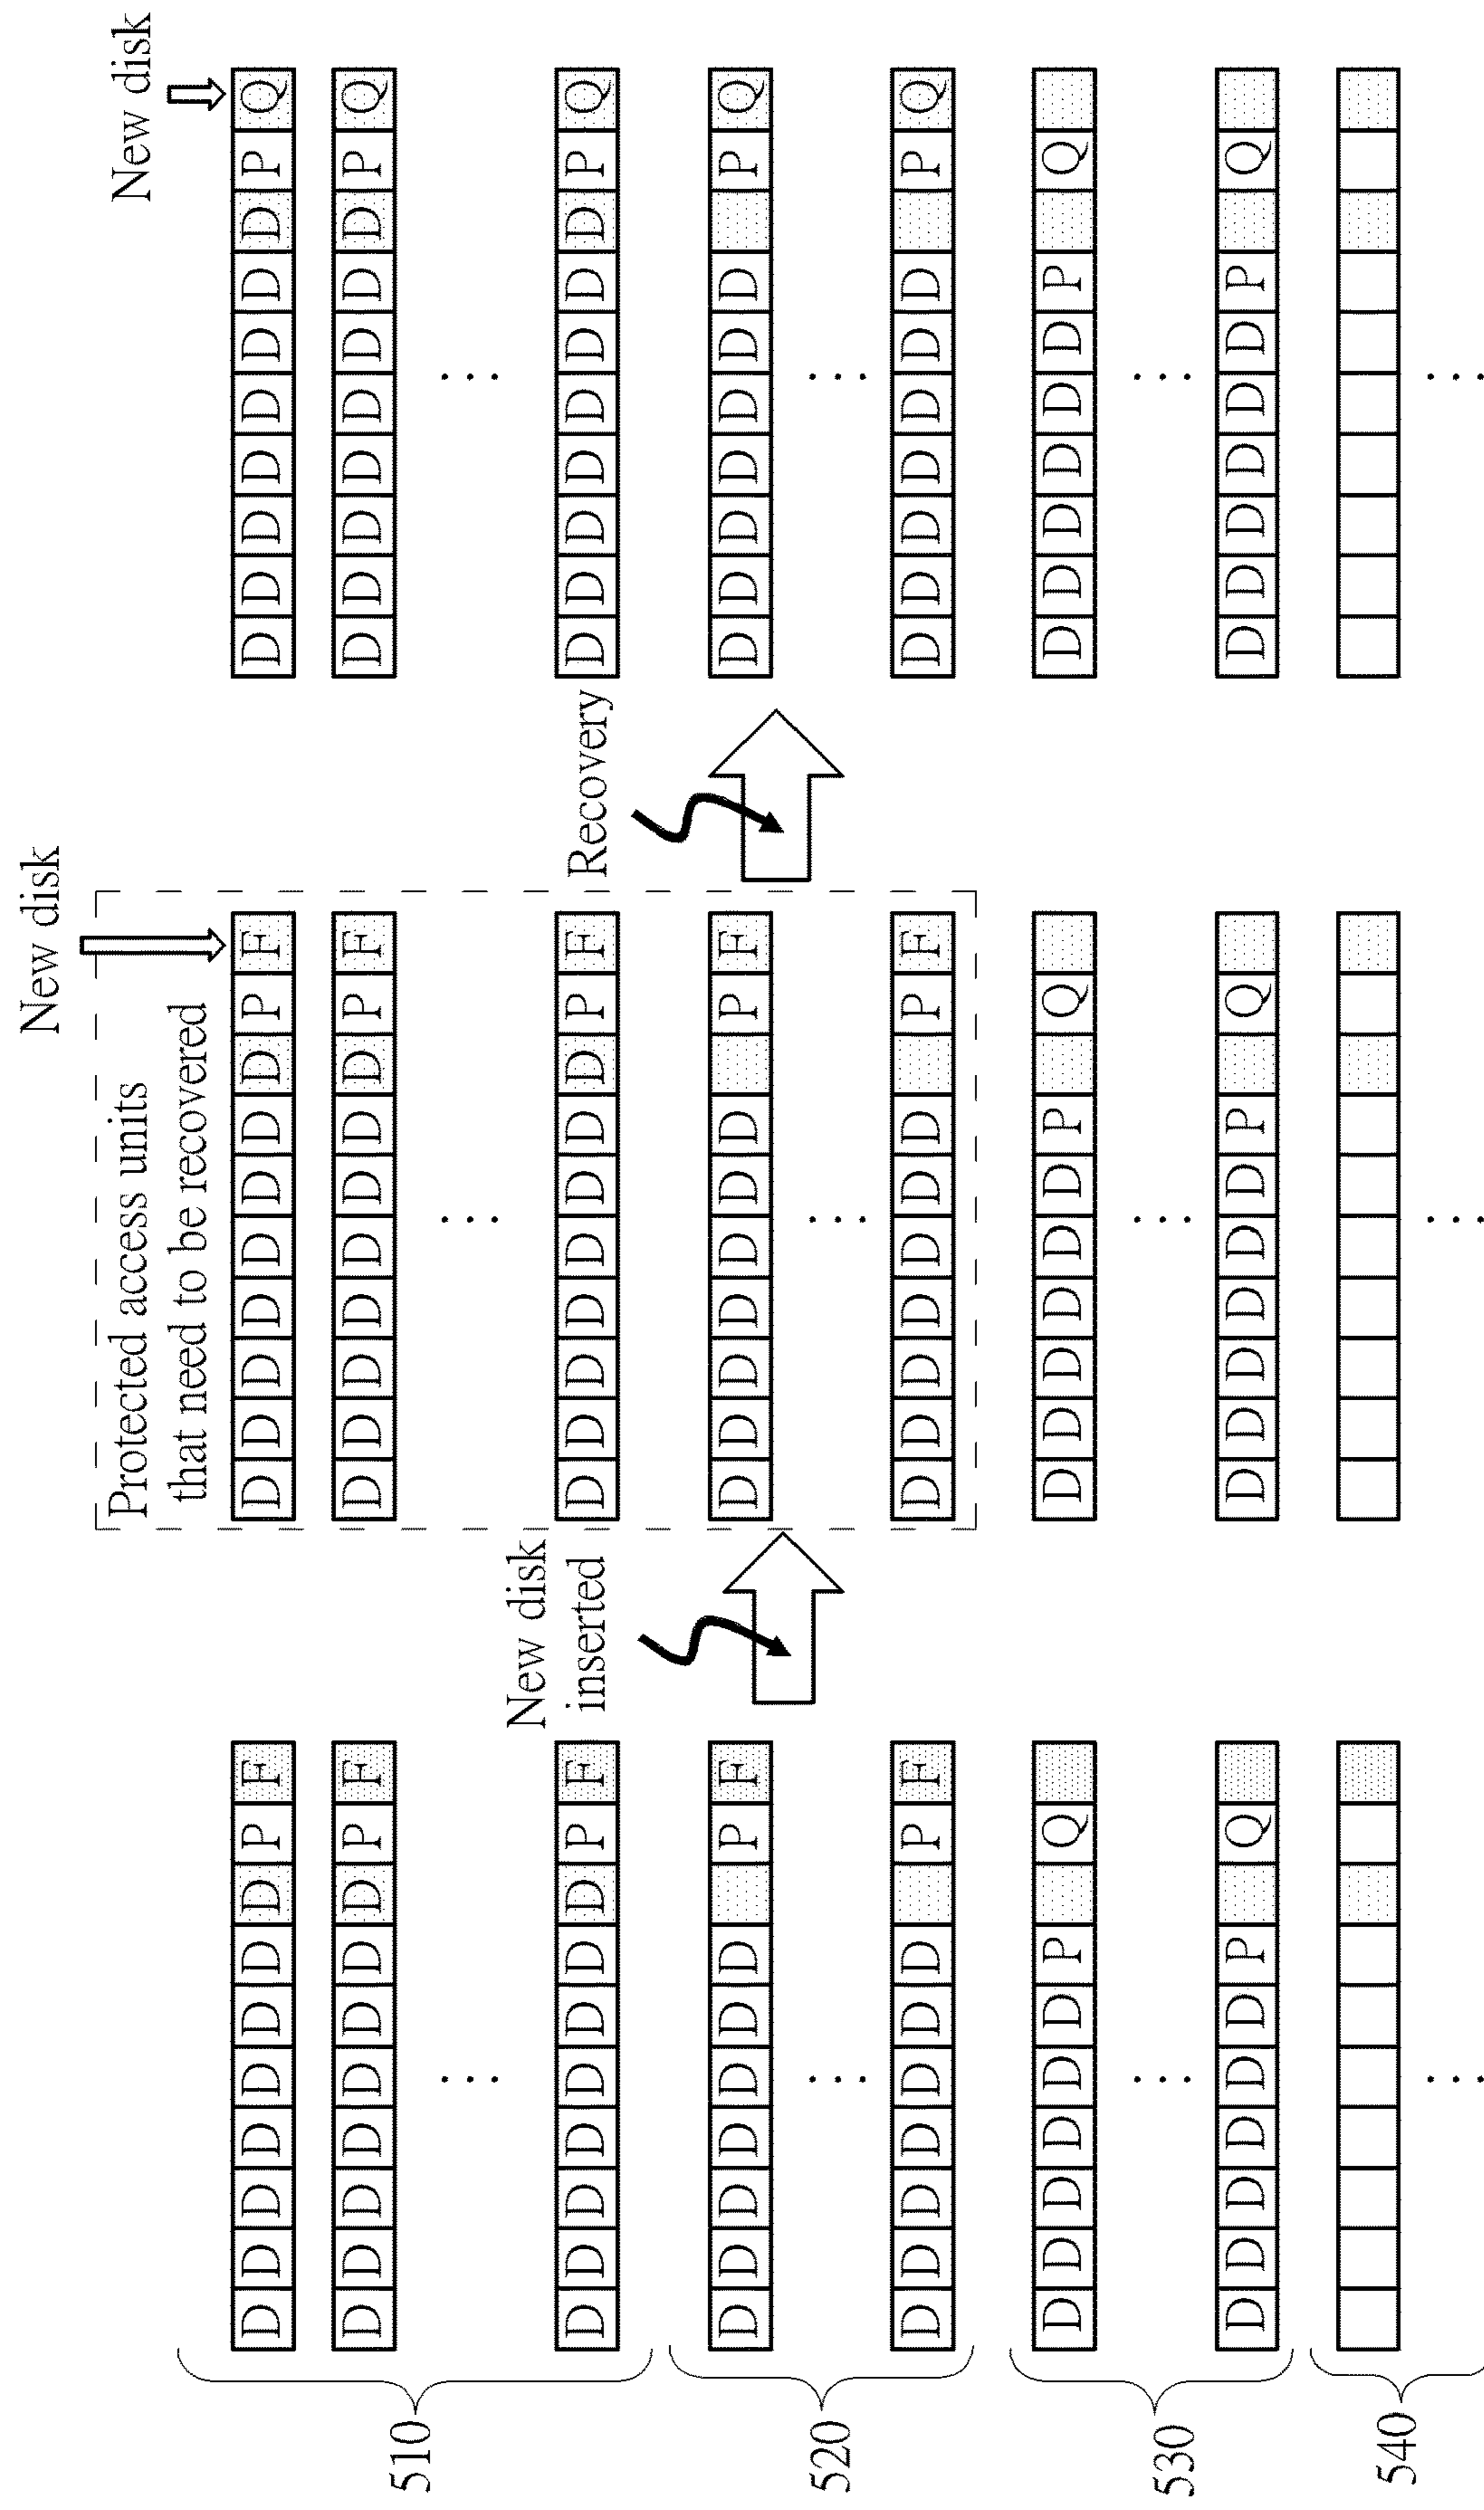 New disk
New disk
Protected access units
that need to be recovered
D D D D D D D D P F
D D D D D D D D P F
D D D D D D D D P Q
D D D D D D D D P F
D D D D D D D D P F
D D D D D D D D P Q
510
... ... ...
New disk
inserted
Recovery
D D D D D D D D P F
D D D D D D D D P F
D D D D D D D D P Q
D D D D D D D P F
D D D D D D D P F
D D D D D D D P Q
520
... ... ...
D D D D D D D P F
D D D D D D D P F
D D D D D D D P Q
D D D D D D P Q
D D D D D D P Q
D D D D D D P Q
530
... ... ...
D D D D D D P Q
D D D D D D P Q
D D D D D D P Q
540
... ... ...